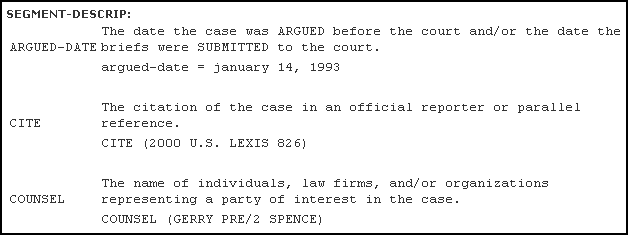 SEGMENT-DESCRIP:
The date the case was ARGUED before the court and/or the date the
ARGUED-DATE briefs were SUBMITTED to the court.
argued-date = january 14, 1993
The citation of the case in an official reporter or parallel
CITE reference.
CITE (2000 U.S. LEXIS 826)
The name of individuals, law firms, and/or organizations
COUNSEL representing a party of interest in the case.
COUNSEL (GERRY PRE/2 SPENCE)